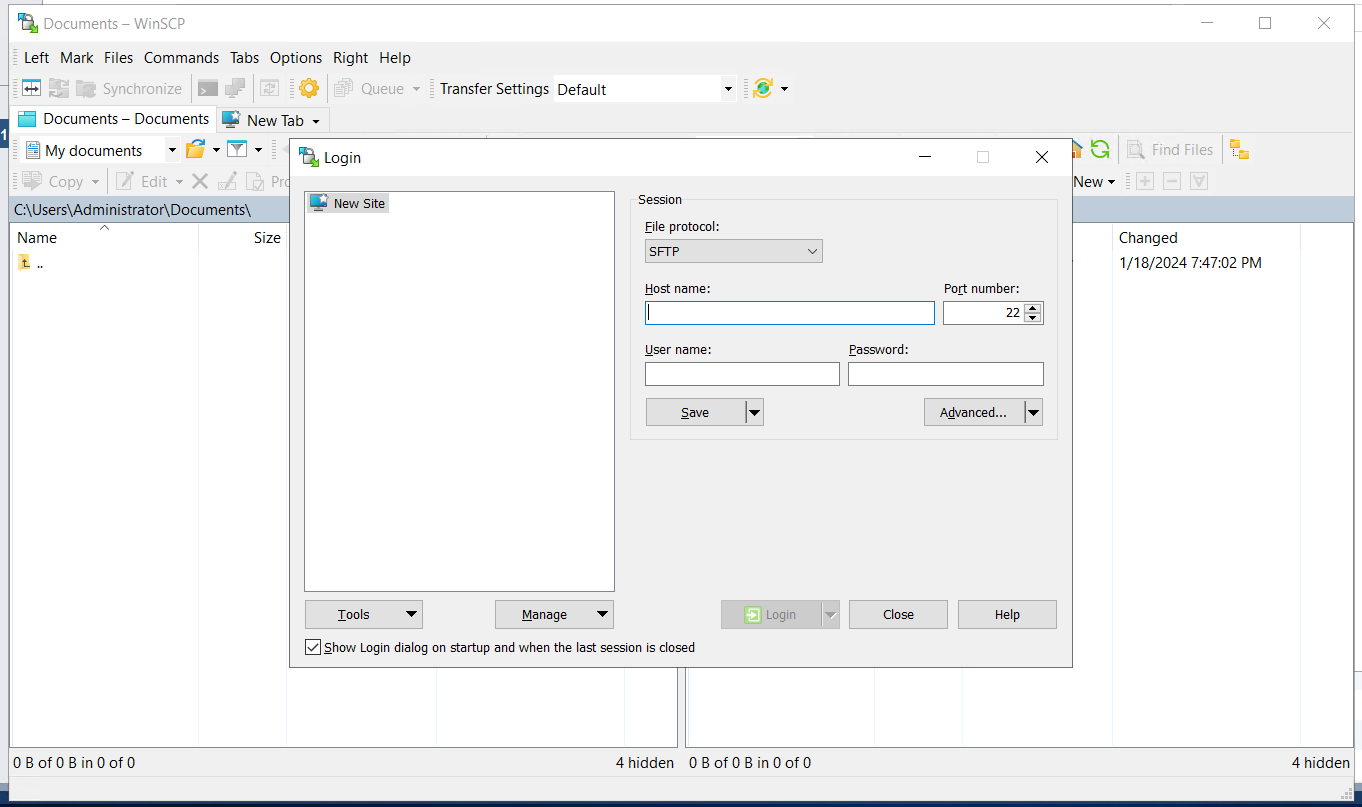 Documents – WinSCP
Left Mark Files Commands Tabs Options Right Help
Synchronize Queue Transfer Settings Default
Documents – Documents New Tab
1
My documents Find Files
Login
Copy Edit New
C:\Users\Administrator\Documents\
Name Size Changed
..
1/18/2024 7:47:02 PM
New Site
Session
File protocol:
SFTP
Host name: Port number:
22
User name: Password:
Save Advanced...
Tools Manage Login Close Help
Show Login dialog on startup and when the last session is closed
0 B of 0 B in 0 of 0 4 hidden 0 B of 0 B in 0 of 0 4 hidden